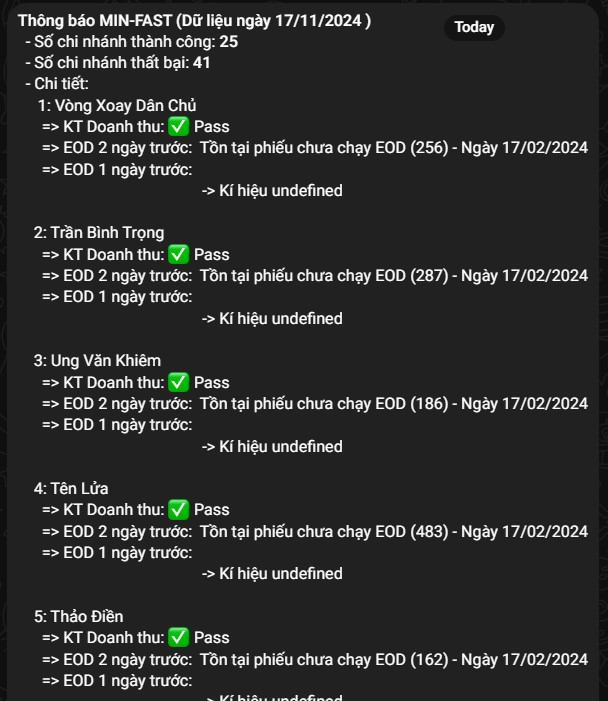 Thông báo MIN-FAST (Dữ liệu ngày 17/11/2024 )
Today
- Số chi nhánh thành công: 25
- Số chi nhánh thất bại: 41
- Chi tiết:
1: Vòng Xoay Dân Chủ
=> KT Doanh thu: ✅ Pass
=> EOD 2 ngày trước: Tồn tại phiếu chưa chạy EOD (256) - Ngày 17/02/2024
=> EOD 1 ngày trước:
-> Kí hiệu undefined
2: Trần Bình Trọng
=> KT Doanh thu: ✅ Pass
=> EOD 2 ngày trước: Tồn tại phiếu chưa chạy EOD (287) - Ngày 17/02/2024
=> EOD 1 ngày trước:
-> Kí hiệu undefined
3: Ung Văn Khiêm
=> KT Doanh thu: ✅ Pass
=> EOD 2 ngày trước: Tồn tại phiếu chưa chạy EOD (186) - Ngày 17/02/2024
=> EOD 1 ngày trước:
-> Kí hiệu undefined
4: Tên Lửa
=> KT Doanh thu: ✅ Pass
=> EOD 2 ngày trước: Tồn tại phiếu chưa chạy EOD (483) - Ngày 17/02/2024
=> EOD 1 ngày trước:
-> Kí hiệu undefined
5: Thảo Điền
=> KT Doanh thu: ✅ Pass
=> EOD 2 ngày trước: Tồn tại phiếu chưa chạy EOD (162) - Ngày 17/02/2024
=> EOD 1 ngày trước:
-> Kí hiệu undefined